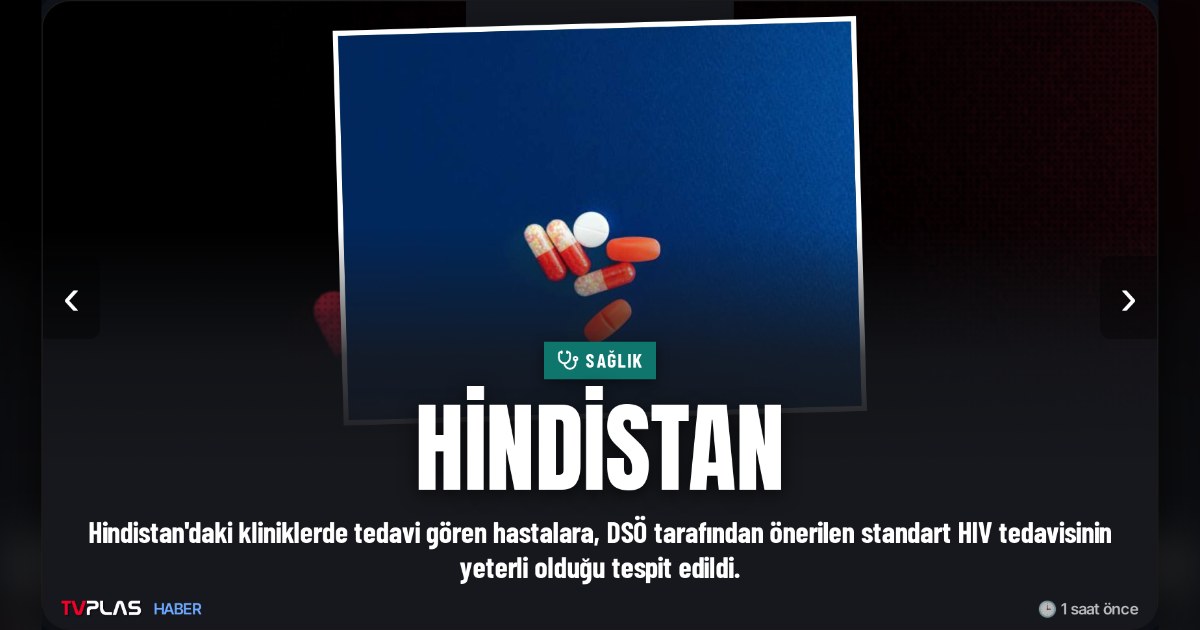 SAĞLIK
HİNDİSTAN
Hindistan'daki kliniklerde tedavi gören hastalara, DSÖ tarafından önerilen standart HIV tedavisinin
yeterli olduğu tespit edildi.
TVPLAS HABER
1 saat önce